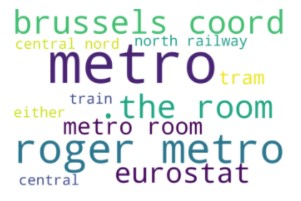 brussels coord
central nord north railway
metro
tram
train
either
.the room
metro room
roger metro
central
eurostat